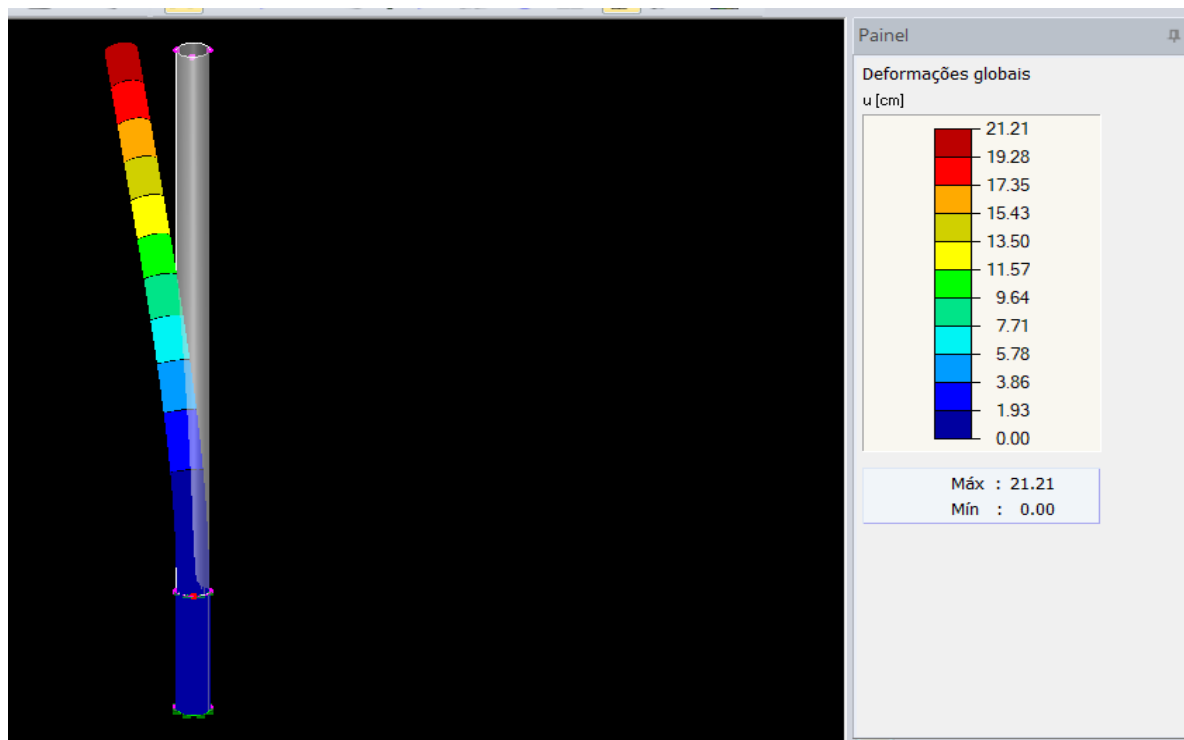 Painel
Deformações globais
u [cm]
21.21
19.28
17.35
15.43
13.50
11.57
9.64
7.71
5.78
3.86
1.93
0.00
Máx : 21.21
Mín : 0.00